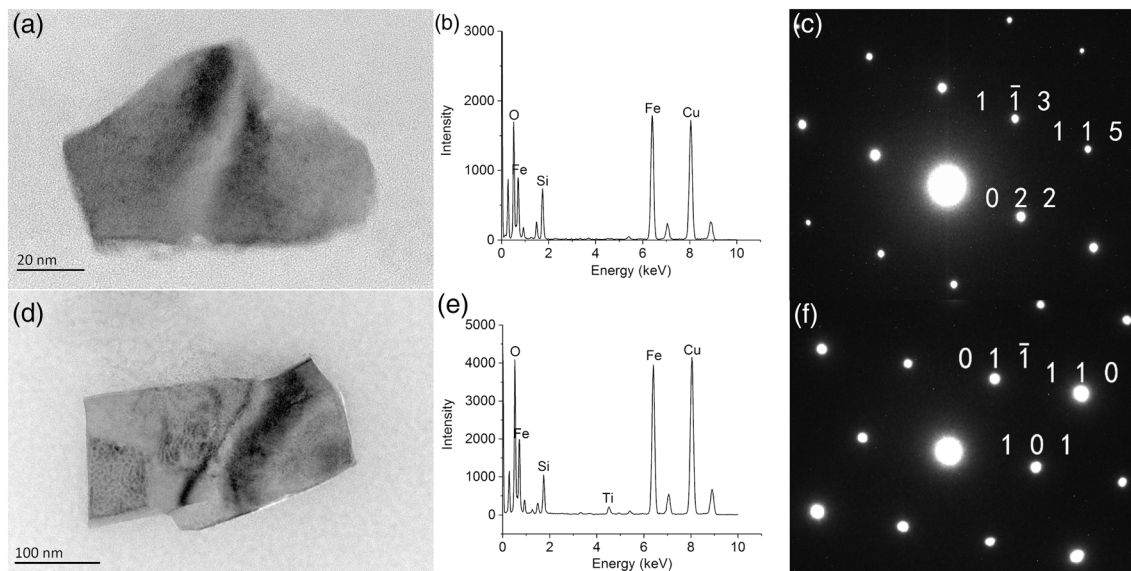 (a)
20 nm
(b)
3000
2000
1000
0
Intensity
O
Fe
Si
Fe
Cu
0 2 4 6 8 10
Energy (keV)
(c)
1 1̄ 3
1 1 5
0 2 2
(d)
100 nm
(e)
5000
4000
3000
2000
1000
0
Intensity
O
Fe
Si
Ti
Fe
Cu
0 2 4 6 8 10
Energy (keV)
(f)
0 1 1̄
1 1 0
1 0 1